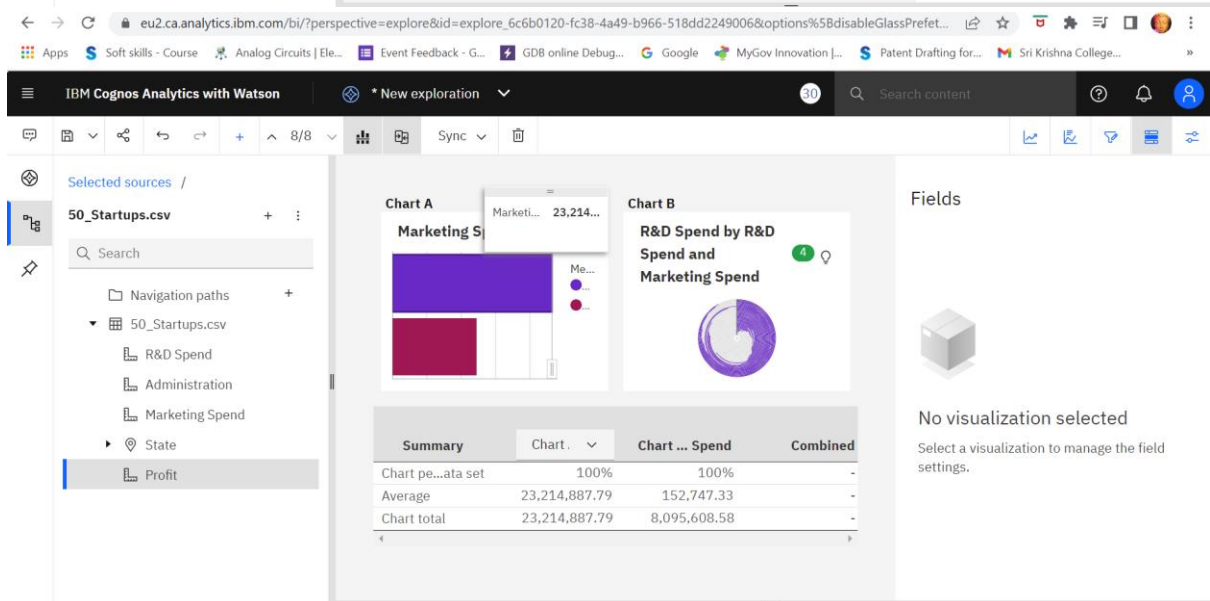 eu2.ca.analytics.ibm.com/bi/?perspective=explore&id=explore_6c6b0120-fc38-4a49-b966-518dd2249006&options%5BdisableGlassPrefet...
Apps Soft skills - Course Analog Circuits | Ele... Event Feedback - G... GDB online Debug... Google MyGov Innovation |... Patent Drafting for... Sri Krishna College... »
IBM Cognos Analytics with Watson * New exploration 30 Search content
8/8 Sync
Selected sources /
50_Startups.csv
Search
Navigation paths
50_Startups.csv
R&D Spend
Administration
Marketing Spend
State
Profit
Chart A
Marketing Sp
Marketi... 23,214...
Me...
Chart B
R&D Spend by R&D
Spend and
Marketing Spend
4
Summary Chart. Chart ... Spend Combined
Chart pe...ata set 100% 100% -
Average 23,214,887.79 152,747.33 -
Chart total 23,214,887.79 8,095,608.58 -
Fields
No visualization selected
Select a visualization to manage the field
settings.